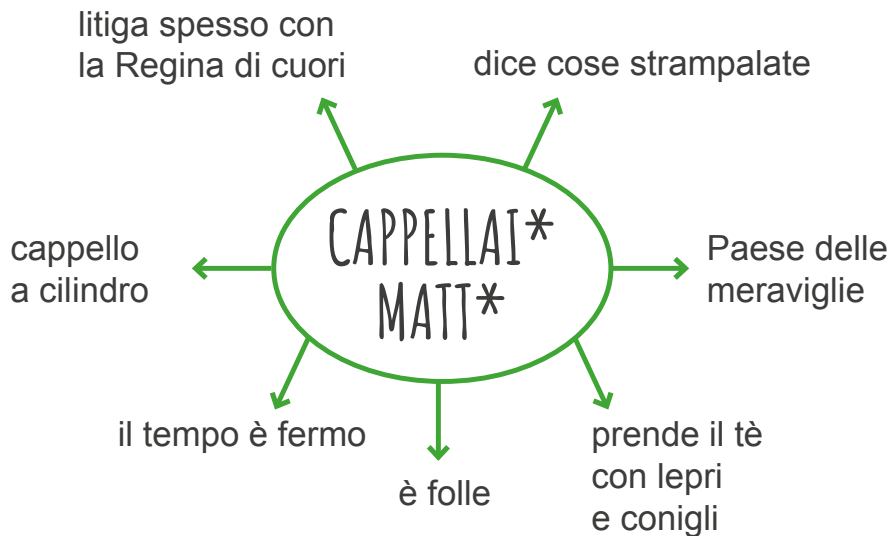 litiga spesso con
la Regina di cuori
dice cose strampalate
CAPPELLAI*
MATT*
cappello
a cilindro
Paese delle
meraviglie
il tempo è fermo
è folle
prende il tè
con lepri
e conigli